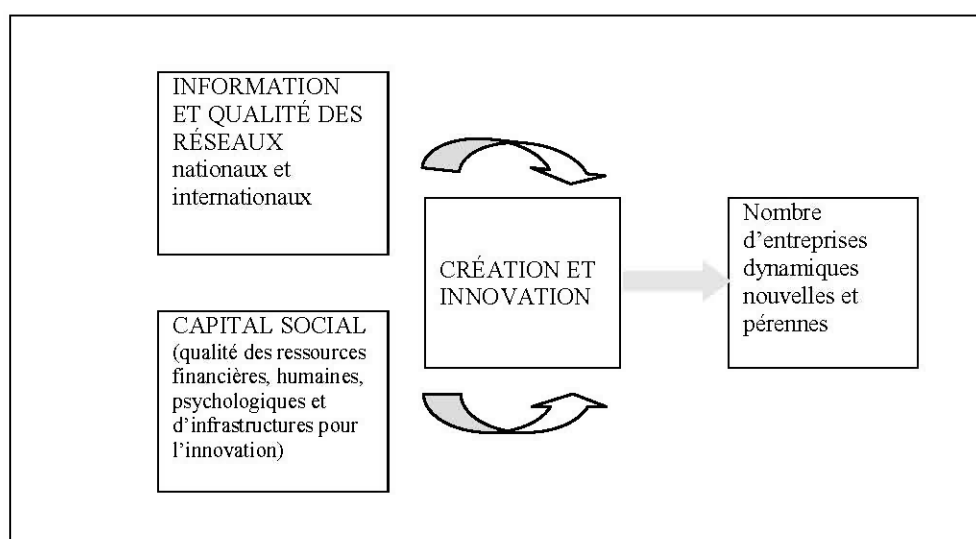 INFORMATION
ET QUALITÉ DES
RÉSEAUX
nationaux et
internationaux
CAPITAL SOCIAL
(qualité des ressources
financières, humaines,
psychologiques et
d’infrastructures pour
l’innovation)
CRÉATION ET
INNOVATION
Nombre
d’entreprises
dynamiques
nouvelles et
pérennes